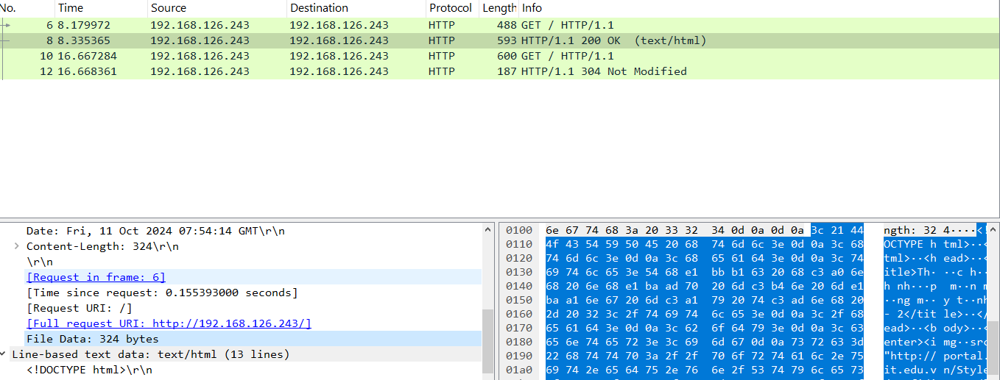 No. Time Source Destination Protocol Length Info
6 8.179972 192.168.126.243 192.168.126.243 HTTP 488 GET / HTTP/1.1
8 8.335365 192.168.126.243 192.168.126.243 HTTP 593 HTTP/1.1 200 OK (text/html)
10 16.667284 192.168.126.243 192.168.126.243 HTTP 600 GET / HTTP/1.1
12 16.668361 192.168.126.243 192.168.126.243 HTTP 187 HTTP/1.1 304 Not Modified
Date: Fri, 11 Oct 2024 07:54:14 GMT\r\n
Content-Length: 324\r\n
\r\n
[Request in frame: 6]
[Time since request: 0.155393000 seconds]
[Request URI: /]
[Full request URI: http://192.168.126.243/]
File Data: 324 bytes
Line-based text data: text/html (13 lines)
<!DOCTYPE html>\r\n
0100 6e 67 74 68 3a 20 33 32 34 0d 0a 0d 0a 3c 21 44 ngth: 32 4····<!
0110 4f 43 54 59 50 45 20 68 74 6d 6c 3e 0d 0a 3c 68 OCTYPE h tml>··<
0120 74 6d 6c 3e 0d 0a 3c 68 65 61 64 3e 0d 0a 3c 74 tml>··<h ead>··<
0130 69 74 6c 65 3e 54 68 e1 bb b1 63 20 68 c3 a0 6e itle>Th· ··c h··
0140 68 20 6e 68 e1 ba ad 70 20 6d c3 b4 6e 20 6d e1 h nh···p m··n m
0150 ba a1 6e 67 20 6d c3 a1 79 20 74 c3 ad 6e 68 20 ··ng m·· y t··nh
0160 2d 20 32 3c 2f 74 69 74 6c 65 3e 0d 0a 3c 2f 68 - 2</tit le>··</
0170 65 61 64 3e 0d 0a 3c 62 6f 64 79 3e 0d 0a 3c 63 ead>··<b ody>··<
0180 65 6e 74 65 72 3e 3c 69 6d 67 0d 0a 73 72 63 3d enter><i mg··src
0190 22 68 74 74 70 3a 2f 2f 70 6f 72 74 61 6c 2e 75 "http:// portal.
01a0 69 74 2e 65 64 75 2e 76 6e 2f 53 74 79 6c 65 73 it.edu.v n/Style